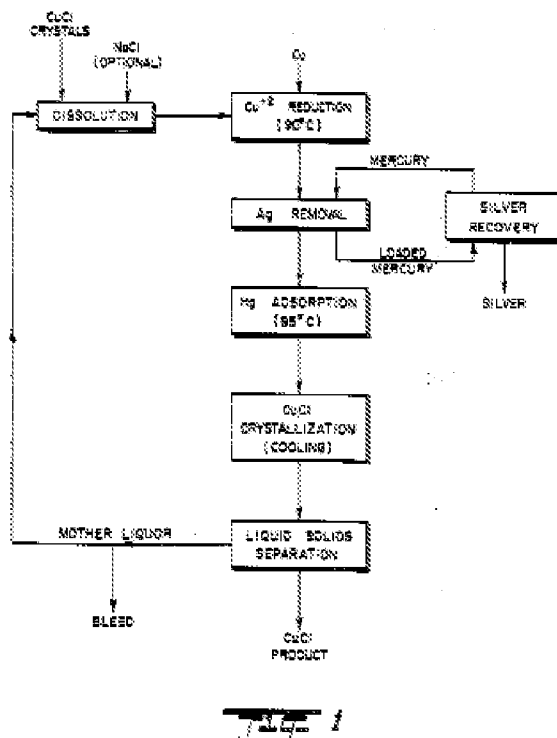 CuCl
CRYSTALS
NaCl
(OPTIONAL)
Cu
DISSOLUTION
Cu+2 REDUCTION
(90°C)
MERCURY
Ag REMOVAL
SILVER
RECOVERY
LOADED
MERCURY
SILVER
Hg ADSORPTION
(95°C)
CuCl
CRYSTALLIZATION
(COOLING)
MOTHER LIQUOR
LIQUID SOLIDS
SEPARATION
BLEED
CuCl
PRODUCT